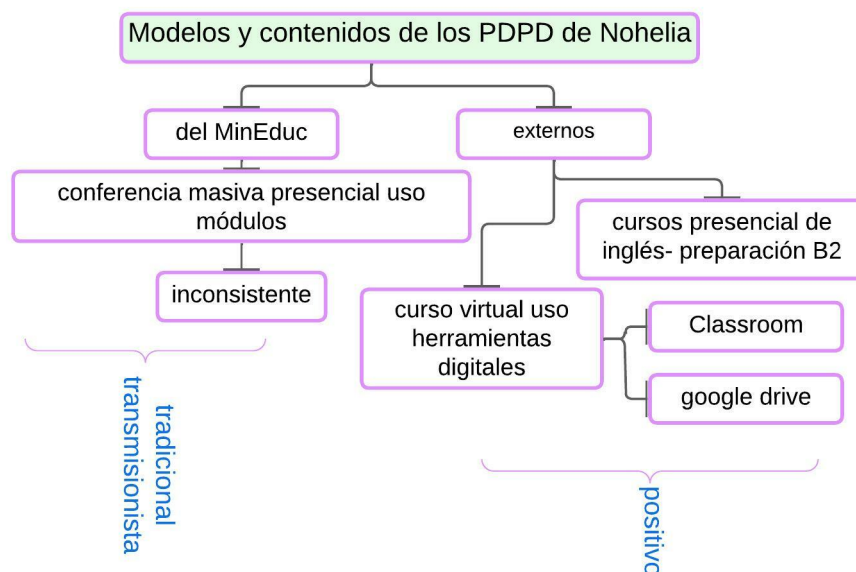 Modelos y contenidos de los PDPD de Nohelia
del MinEduc
externos
conferencia masiva presencial uso
módulos
cursos presencial de
inglés- preparación B2
inconsistente
curso virtual uso
herramientas
digitales
Classroom
google drive
tradicional
transmisionista
positivo